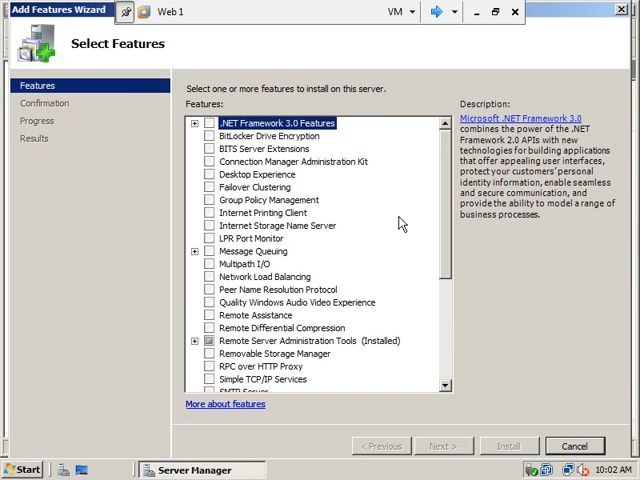 Add Features Wizard
Web 1
VM
Select Features
Features
Confirmation
Progress
Results
Select one or more features to install on this server.
Features:
.NET Framework 3.0 Features
BitLocker Drive Encryption
BITS Server Extensions
Connection Manager Administration Kit
Desktop Experience
Failover Clustering
Group Policy Management
Internet Printing Client
Internet Storage Name Server
LPR Port Monitor
Message Queuing
Multipath I/O
Network Load Balancing
Peer Name Resolution Protocol
Quality Windows Audio Video Experience
Remote Assistance
Remote Differential Compression
Remote Server Administration Tools (Installed)
Removable Storage Manager
RPC over HTTP Proxy
Simple TCP/IP Services
SMTP Server
More about features
Description:
Microsoft .NET Framework 3.0
combines the power of the .NET
Framework 2.0 APIs with new
technologies for building applications
that offer appealing user interfaces,
protect your customers' personal
identity information, enable seamless
and secure communication, and
provide the ability to model a range of
business processes.
< Previous
Next >
Install
Cancel
Start
Server Manager
10:02 AM